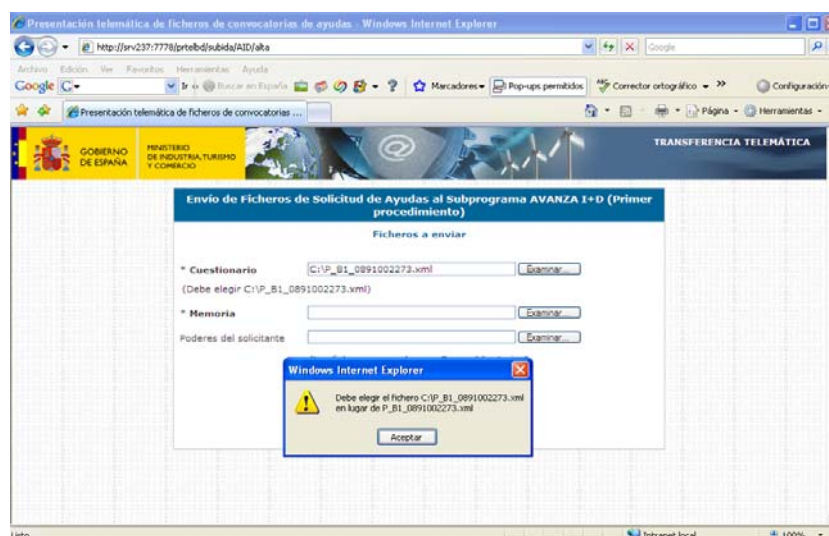 Presentación telemática de ficheros de convocatorias de ayudas - Windows Internet Explorer
http://srv237:7778/prtelbd/subida/AID/alta
Google
Archivo Edición Ver Favoritos Herramientas Ayuda
Google
Ir
Buscar en España
Marcadores
Pop-ups permitidos
Corrector ortográfico
Configuración
Presentación telemática de ficheros de convocatorias ...
Página
Herramientas
GOBIERNO
DE ESPAÑA
MINISTERIO
DE INDUSTRIA, TURISMO
Y COMERCIO
TRANSFERENCIA TELEMÁTICA
Envío de Ficheros de Solicitud de Ayudas al Subprograma AVANZA I+D (Primer
procedimiento)
Ficheros a enviar
* Cuestionario
C:\P_B1_0891002273.xml
Examinar...
(Debe elegir C:\P_B1_0891002273.xml)
* Memoria
Examinar...
Poderes del solicitante
Examinar...
Windows Internet Explorer
Debe elegir el fichero C:\P_B1_0891002273.xml
en lugar de P_B1_0891002273.xml
Aceptar
Listo
Intranet local
100%